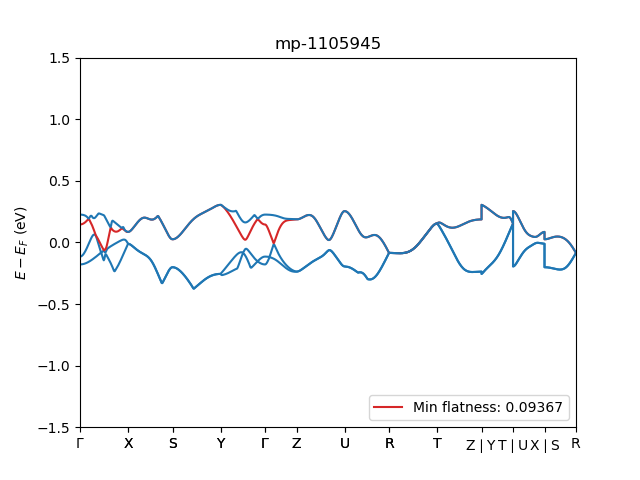 mp-1105945
E − E_F (eV)
1.5
1.0
0.5
0.0
−0.5
−1.0
−1.5
Min flatness: 0.09367
Γ X S Y Γ Z U R T Z | Y T | U X | S R